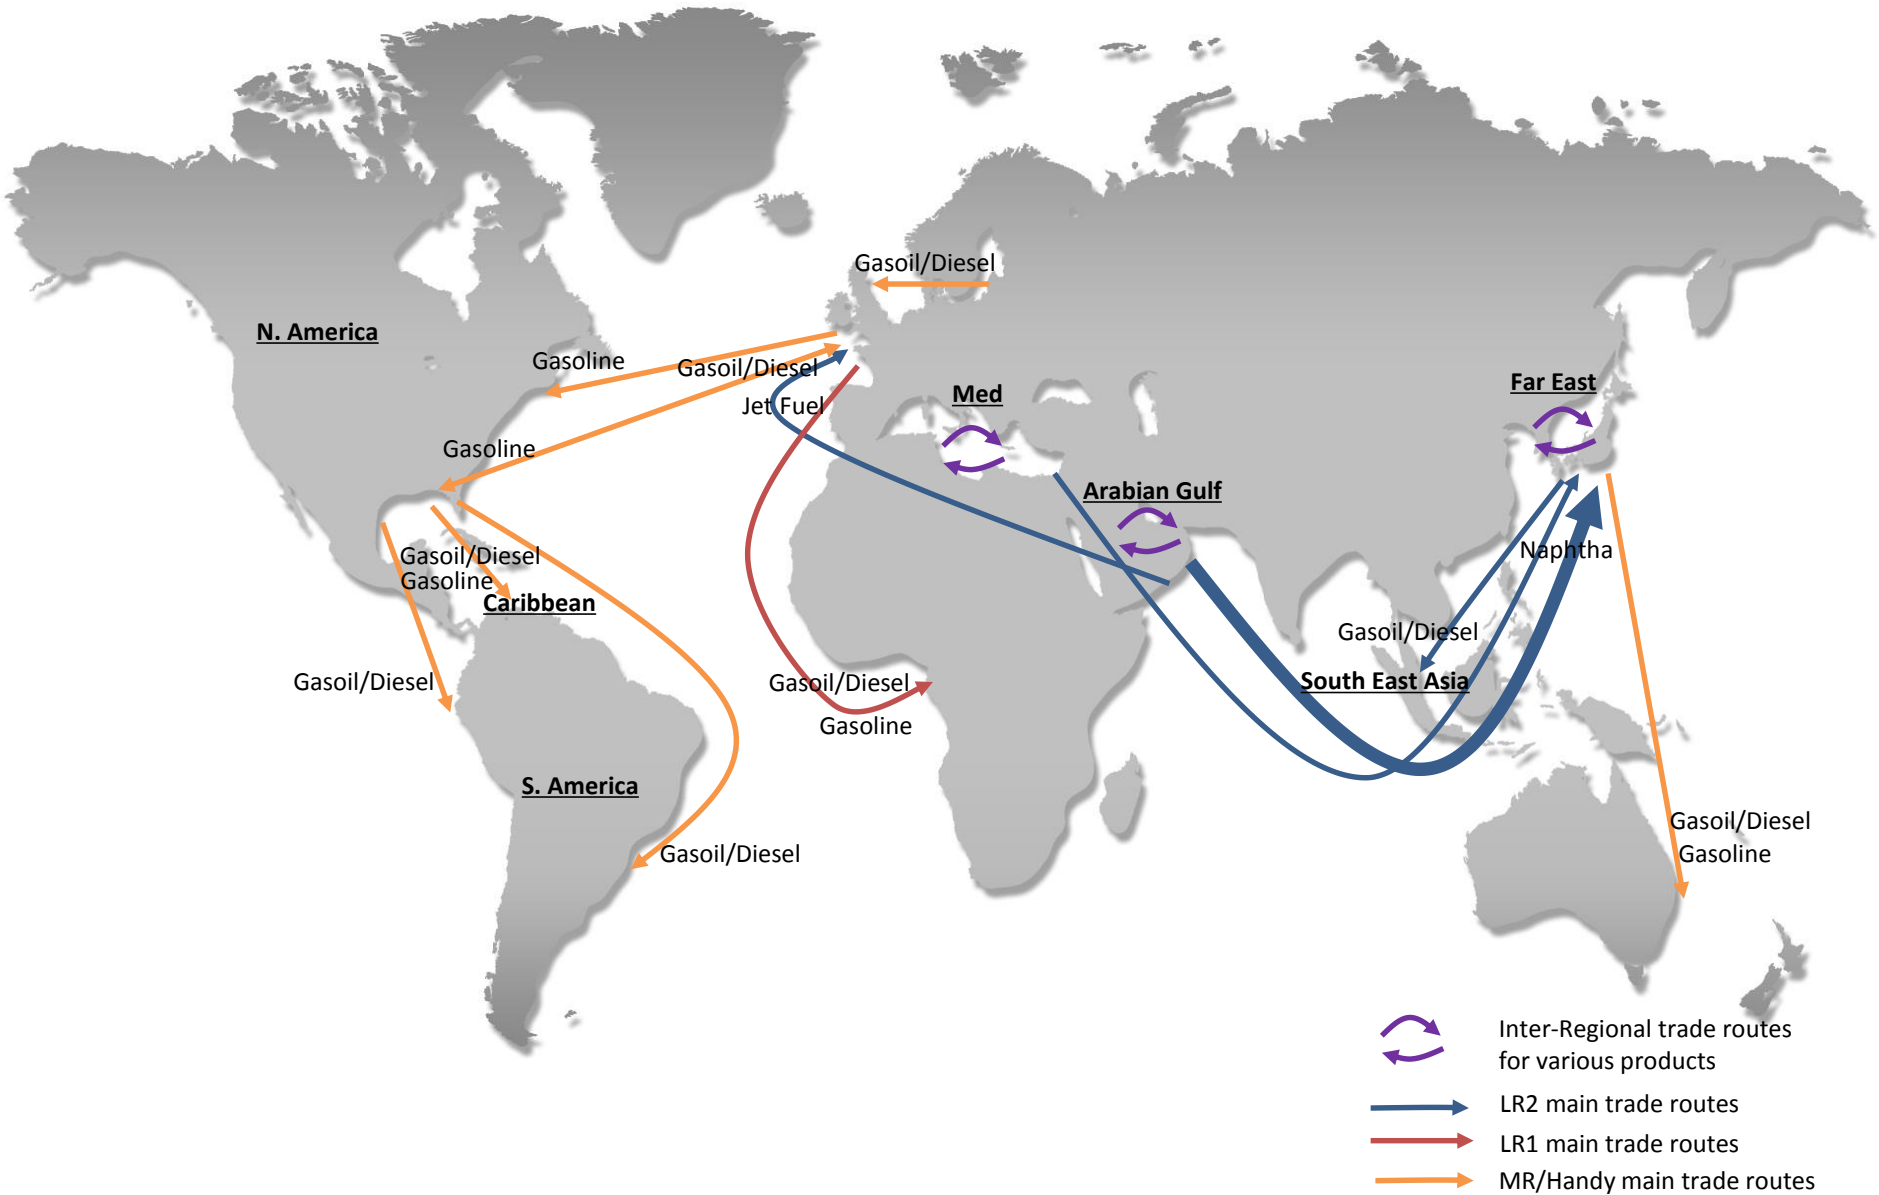 Gasoil/Diesel
N. America
Gasoline
Gasoil/Diesel
Jet Fuel
Med
Far East
Gasoline
Arabian Gulf
Gasoil/Diesel
Gasoline
Caribbean
Naphtha
Gasoil/Diesel
South East Asia
Gasoil/Diesel
Gasoil/Diesel
Gasoline
S. America
Gasoil/Diesel
Gasoil/Diesel
Gasoline
Inter-Regional trade routes
for various products
LR2 main trade routes
LR1 main trade routes
MR/Handy main trade routes